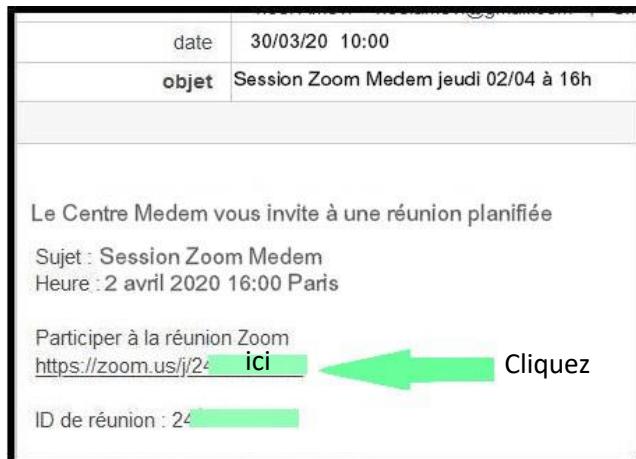 date 30/03/20 10:00
objet Session Zoom Medem jeudi 02/04 à 16h
Le Centre Medem vous invite à une réunion planifiée
Sujet : Session Zoom Medem
Heure : 2 avril 2020 16:00 Paris
Participer à la réunion Zoom
https://zoom.us/j/24 ici Cliquez
ID de réunion : 24